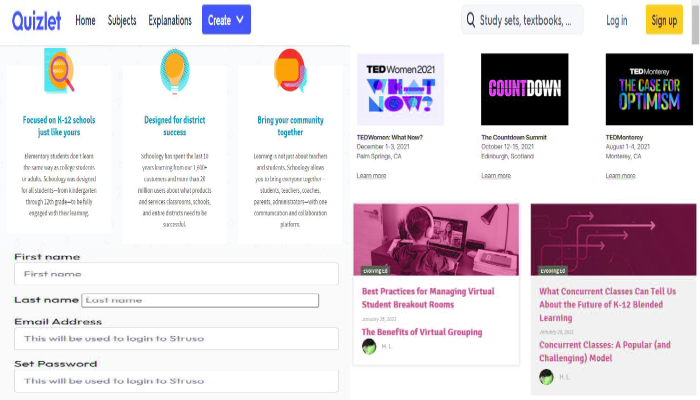 Quizlet Home Subjects Explanations Create Study sets, textbooks, ... Log in Sign up
Focused on K-12 schools
just like yours
Elementary students don't learn
the same way as college students
or adults. Schoology was designed
for all students—from kindergarten
through 12th grade—to be fully
engaged with their learning.
Designed for district
success
Schoology has spent the last 10
years learning from our 1,600+
customers and more than 20
million users about what products
and services classrooms, schools,
and entire districts need to be
successful.
Bring your community
together
Learning is not just about teachers
and students. Schoology allows
you to bring everyone together -
students, teachers, coaches,
parents, administrators—with one
communication and collaboration
platform.
First name
First name
Last name Last name
Email Address
This will be used to login to Struso
Set Password
This will be used to login to Struso
TEDWomen 2021
WHAT
NOW?
TEDWomen: What Now?
December 1-3, 2021
Palm Springs, CA
Learn more
COUNTDOWN
The Countdown Summit
October 12-15, 2021
Edinburgh, Scotland
Learn more
TEDMonterey
THE CASE FOR
OPTIMISM
TEDMonterey
August 1-4, 2021
Monterey, CA
Learn more
Evolving Ed
Best Practices for Managing Virtual
Student Breakout Rooms
The Benefits of Virtual Grouping
H. L.
Evolving Ed
What Concurrent Classes Can Tell Us
About the Future of K-12 Blended
Learning
Concurrent Classes: A Popular (and
Challenging) Model
H. L.